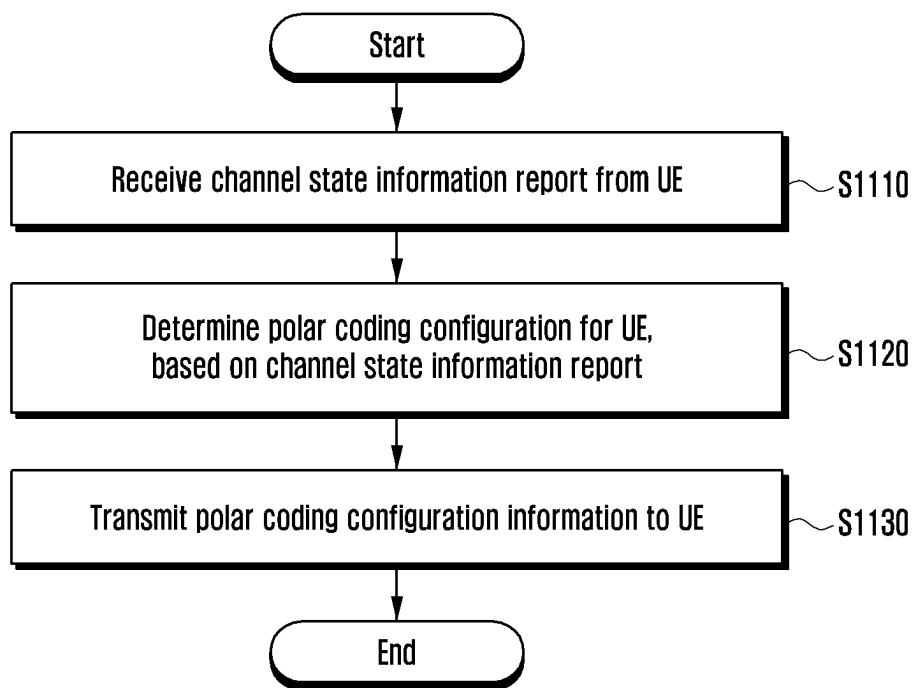 Start
Receive channel state information report from UE
S1110
Determine polar coding configuration for UE,
based on channel state information report
S1120
Transmit polar coding configuration information to UE
S1130
End